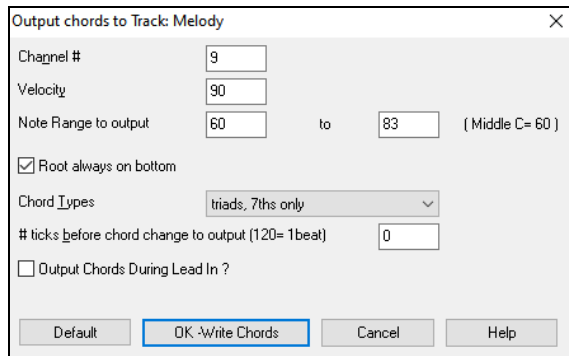 Output chords to Track: Melody
Channel # 9
Velocity 90
Note Range to output 60 to 83 ( Middle C= 60 )
Root always on bottom
Chord Types triads, 7ths only
# ticks before chord change to output (120= 1beat) 0
Output Chords During Lead In ?
Default OK -Write Chords Cancel Help